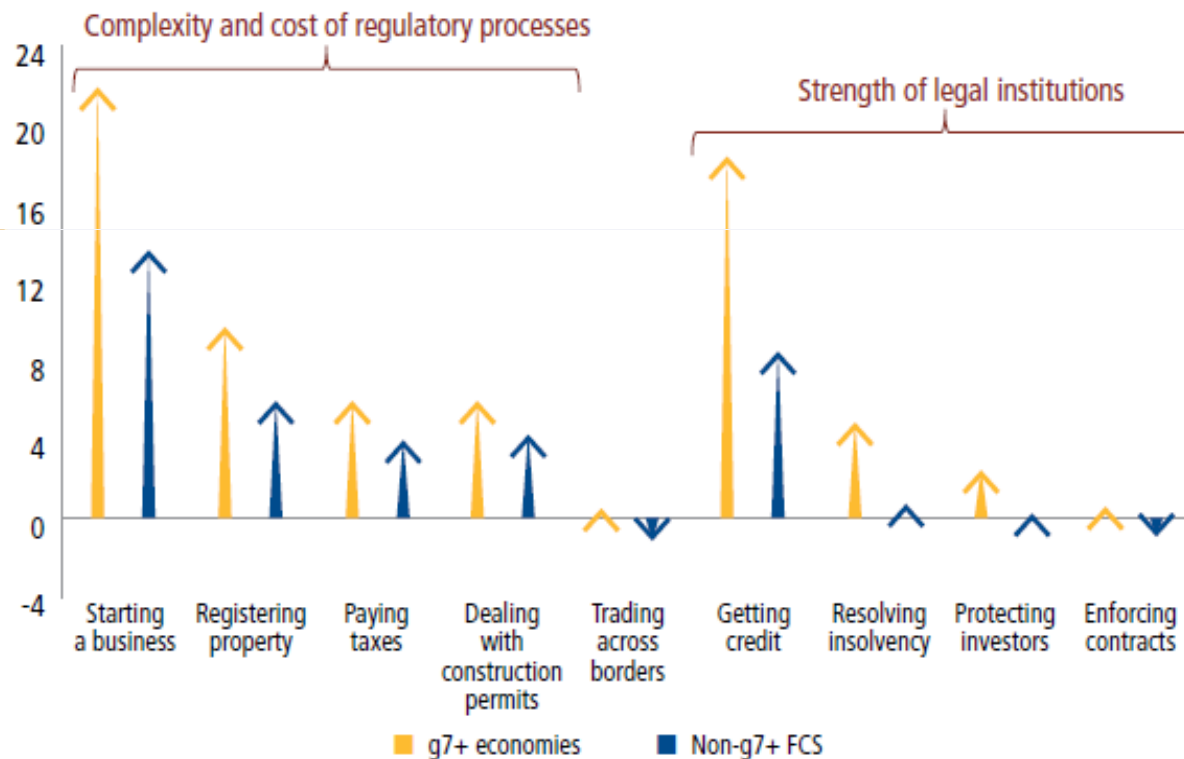 Complexity and cost of regulatory processes
Strength of legal institutions
24
20
16
12
8
4
0
-4
Starting
a business
Registering
property
Paying
taxes
Dealing
with
construction
permits
Trading
across
borders
Getting
credit
Resolving
insolvency
Protecting
investors
Enforcing
contracts
g7+ economies
Non-g7+ FCS